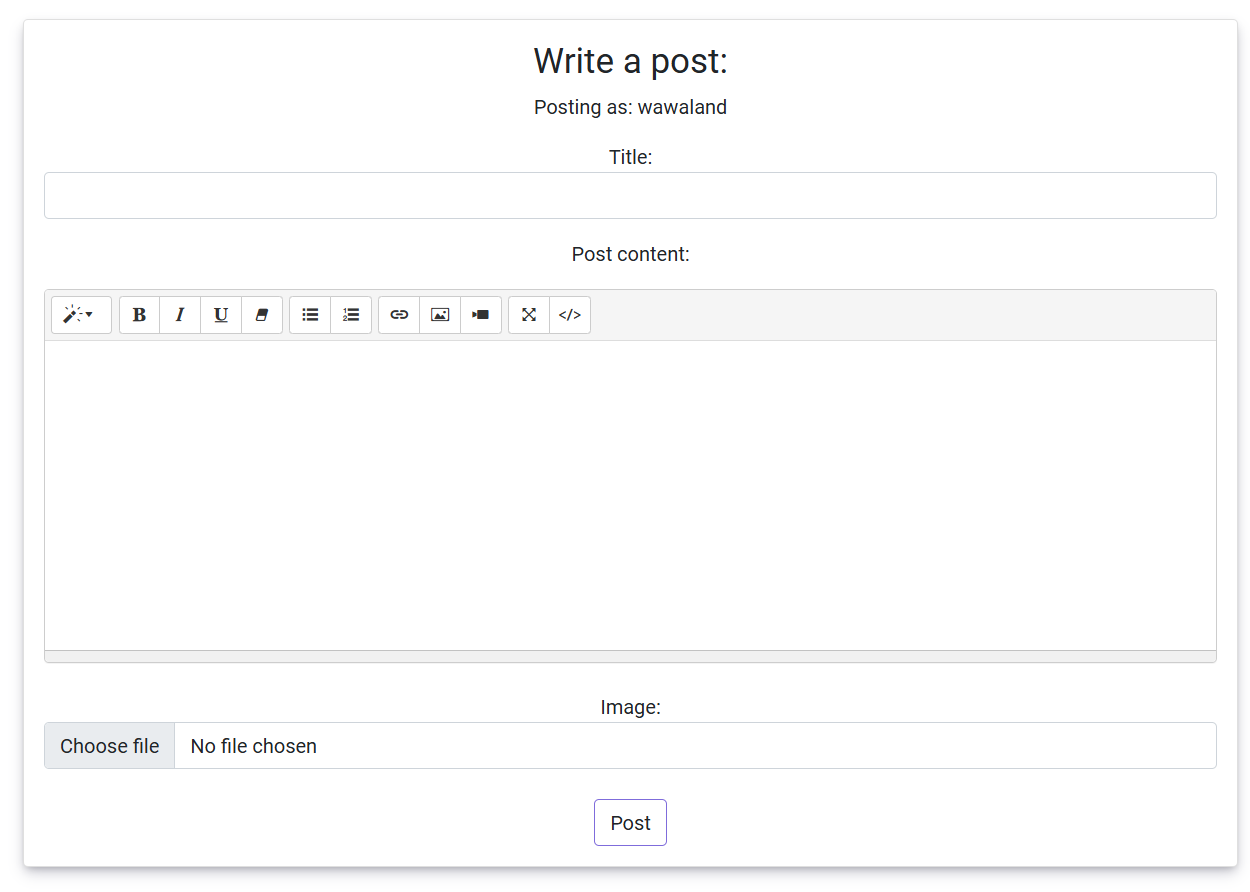 Write a post:
Posting as: wawaland
Title:
Post content:
B I U </>
Image:
Choose file No file chosen
Post